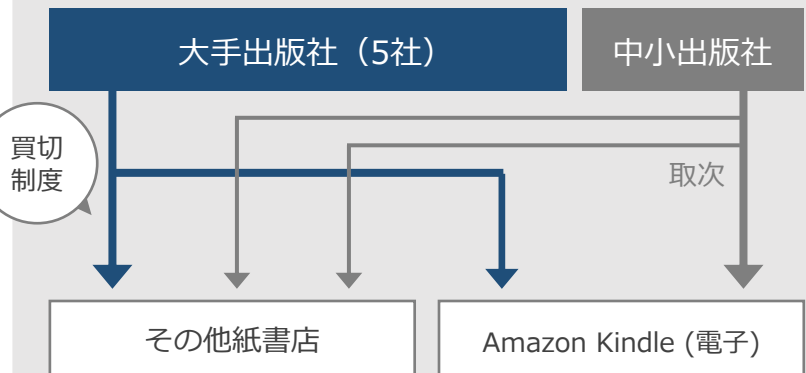 大手出版社（5社）
中小出版社
買切
制度
取次
その他紙書店
Amazon Kindle (電子)